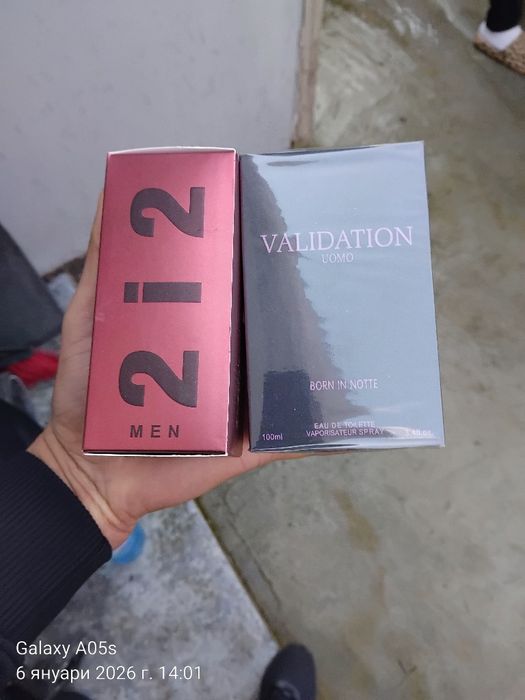 2i2
MEN
VALIDATION
UOMO
BORN IN NOTTE
EAU DE TOILETTE
100ml VAPORISATEUR SPRAY
Galaxy A05s
6 януари 2026 г. 14:01